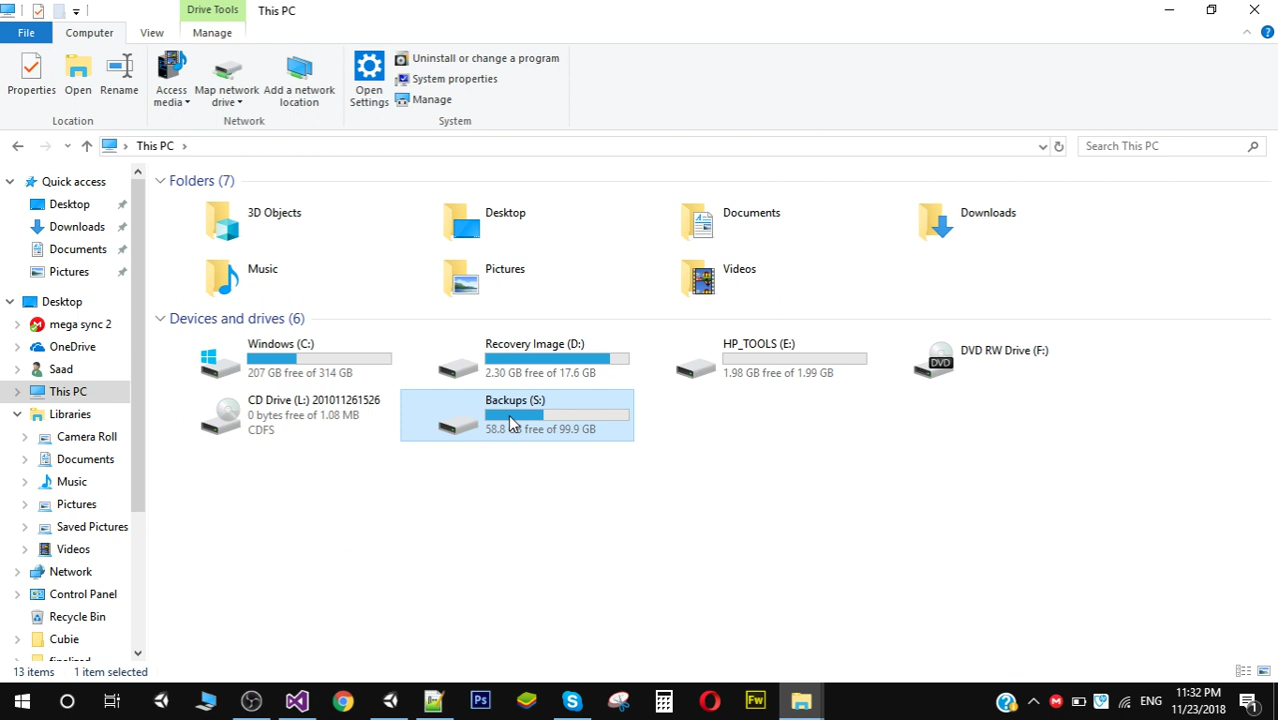 Drive Tools
This PC
File
Computer
View
Manage
Properties
Open
Rename
Access media
Map network drive
Add a network location
Open Settings
Uninstall or change a program
System properties
Manage
Location
Network
System
This PC
Search This PC
Quick access
Desktop
Downloads
Documents
Pictures
Desktop
mega sync 2
OneDrive
Saad
This PC
Libraries
Camera Roll
Documents
Music
Pictures
Saved Pictures
Videos
Network
Control Panel
Recycle Bin
Cubie
Folders (7)
3D Objects
Desktop
Documents
Downloads
Music
Pictures
Videos
Devices and drives (6)
Windows (C:)
207 GB free of 314 GB
Recovery Image (D:)
2.30 GB free of 17.6 GB
HP_TOOLS (E:)
1.98 GB free of 1.99 GB
DVD RW Drive (F:)
DVD
CD Drive (L:) 201011261526
0 bytes free of 1.08 MB
CDFS
Backups (S:)
58.8 free of 99.9 GB
13 items
1 item selected
Ps
Fw
ENG
11:32 PM
11/23/2018
1